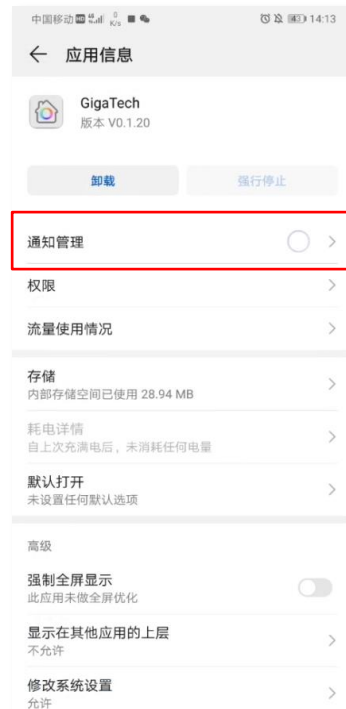 中国移动 HD 46 0 K/s 14:13
应用信息
GigaTech
版本 V0.1.20
卸载 强行停止
通知管理
权限
流量使用情况
存储
内部存储空间已使用 28.94 MB
耗电详情
自上次充满电后，未消耗任何电量
默认打开
未设置任何默认选项
高级
强制全屏显示
此应用未做全屏优化
显示在其他应用的上层
不允许
修改系统设置
允许